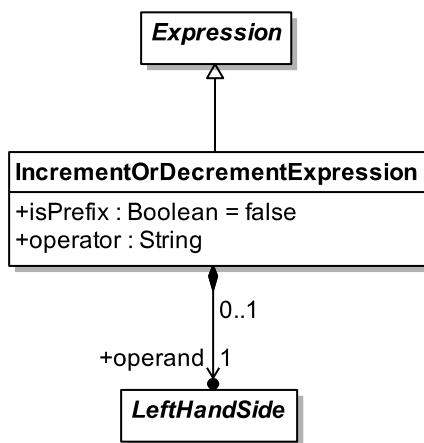 Expression
IncrementOrDecrementExpression
+isPrefix : Boolean = false
+operator : String
0..1
+operand 1
LeftHandSide